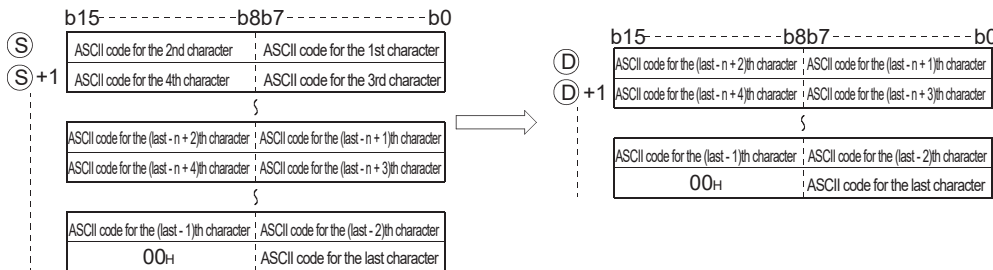 b15 b8b7 b0
S ASCII code for the 2nd character ASCII code for the 1st character
S +1 ASCII code for the 4th character ASCII code for the 3rd character
ASCII code for the (last - n + 2)th character ASCII code for the (last - n + 1)th character
ASCII code for the (last - n + 4)th character ASCII code for the (last - n + 3)th character
ASCII code for the (last - 1)th character ASCII code for the (last - 2)th character
00H ASCII code for the last character
b15 b8b7 b0
D ASCII code for the (last - n + 2)th character ASCII code for the (last - n + 1)th character
D +1 ASCII code for the (last - n + 4)th character ASCII code for the (last - n + 3)th character
ASCII code for the (last - 1)th character ASCII code for the (last - 2)th character
00H ASCII code for the last character